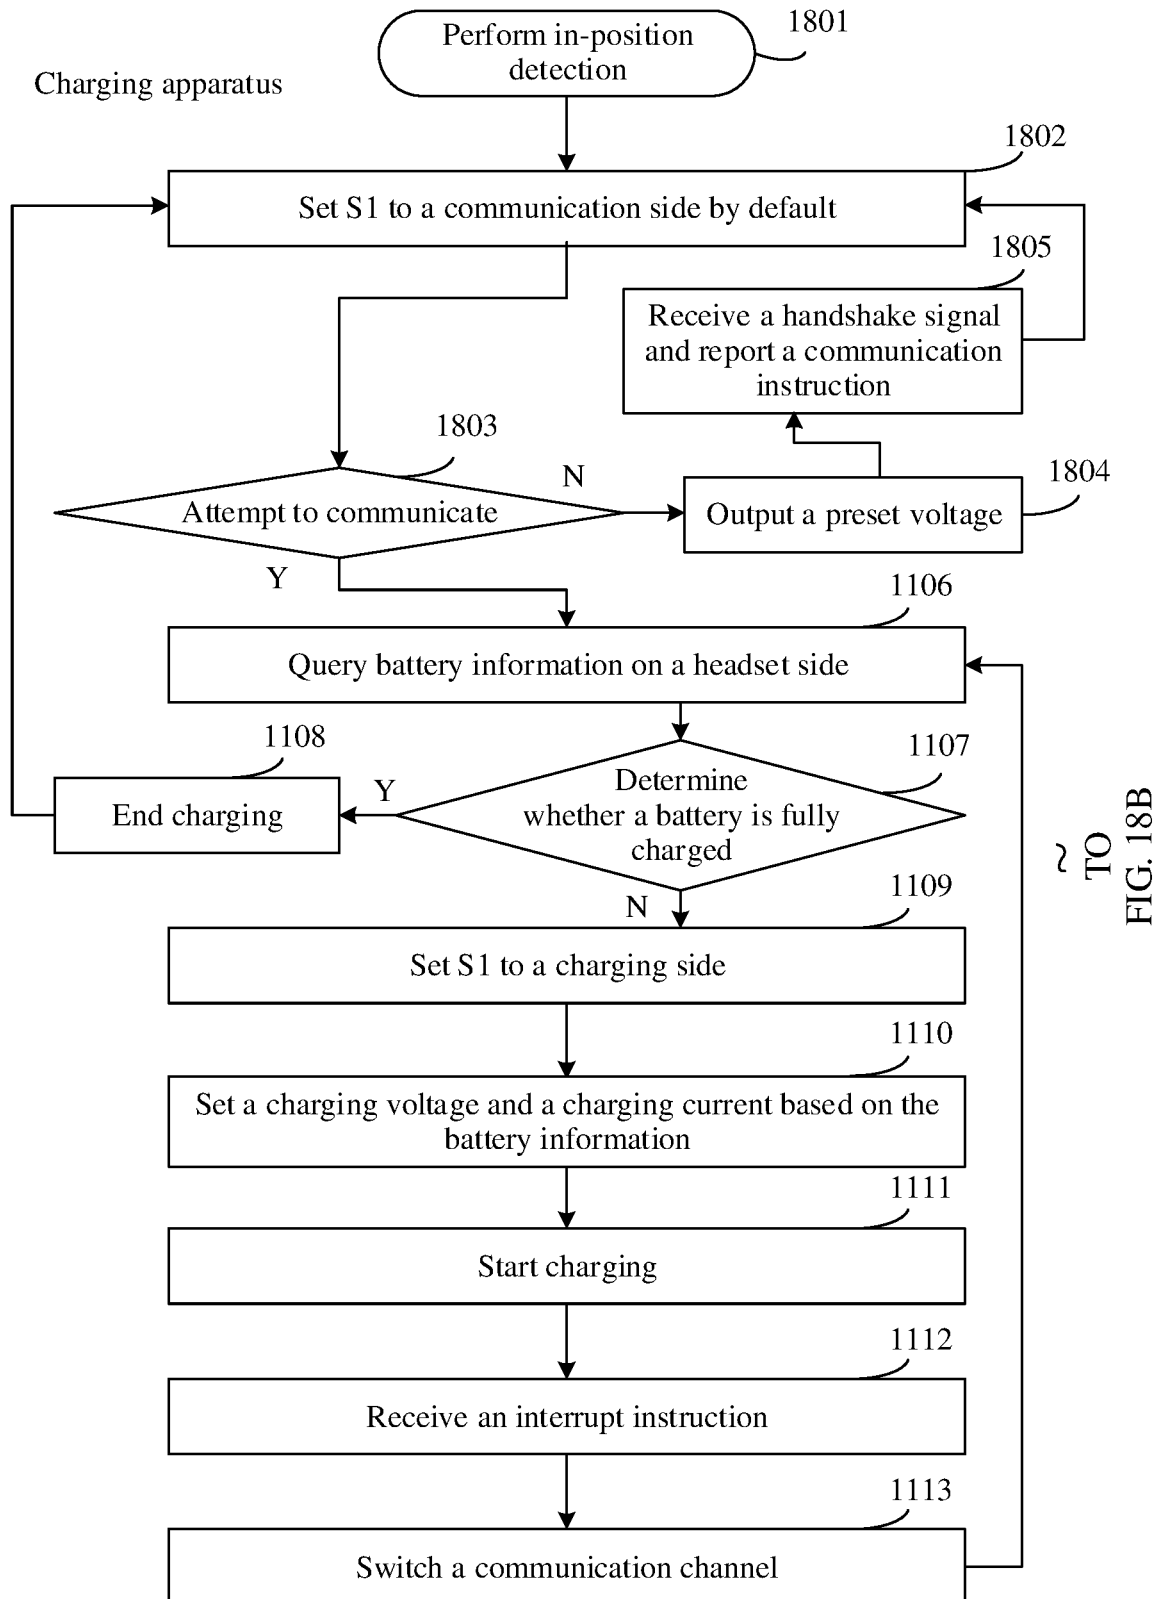 Perform in-position
detection
1801
Charging apparatus
1802
Set S1 to a communication side by default
1805
Receive a handshake signal
and report a communication
instruction
1803
Attempt to communicate
N
1804
Output a preset voltage
Y
1106
Query battery information on a headset side
1108
End charging
Y
1107
Determine
whether a battery is fully
charged
N
~
TO
FIG. 18B
1109
Set S1 to a charging side
1110
Set a charging voltage and a charging current based on the
battery information
1111
Start charging
1112
Receive an interrupt instruction
1113
Switch a communication channel